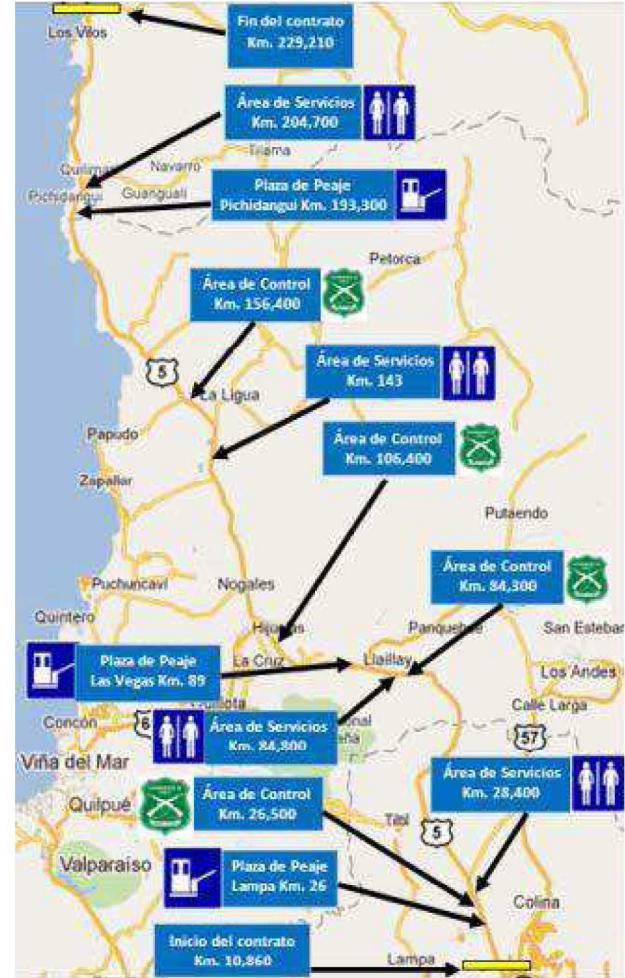 Fin del contrato
Km. 229,210
Los Vilos
Área de Servicios
Km. 204,700
Tilama
Navarro
Pichidangui
Guangualí
Plaza de Peaje
Pichidangui Km. 193,300
Petorca
Área de Control
Km. 156,400
5
La Ligua
Área de Servicios
Km. 143
Papudo
Área de Control
Km. 106,400
Zapallar
Putaendo
Área de Control
Km. 84,300
Puchuncaví
Nogales
Quintero
Hijuelas
Panquehue
San Esteban
Plaza de Peaje
Las Vegas Km. 89
La Cruz
Llaillay
Los Andes
Calle Larga
Concón
6
Área de Servicios
Km. 84,800
57
Viña del Mar
Área de Servicios
Km. 28,400
Quilpué
Área de Control
Km. 26,500
Tiltil
5
Valparaíso
Plaza de Peaje
Lampa Km. 26
Colina
Inicio del contrato
Km. 10,860
Lampa